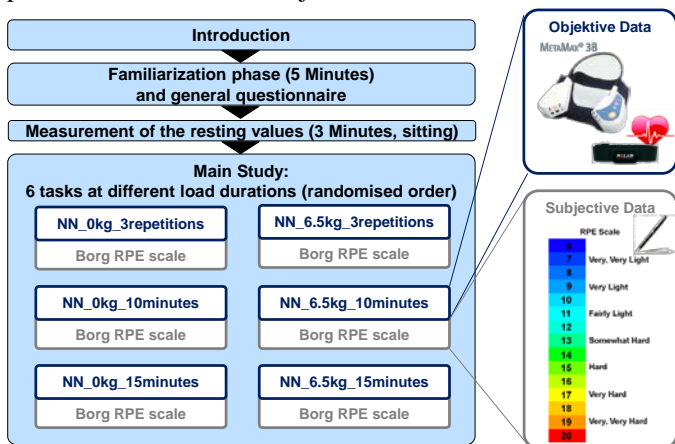 Introduction
Familiarization phase (5 Minutes)
and general questionnaire
Measurement of the resting values (3 Minutes, sitting)
Main Study:
6 tasks at different load durations (randomised order)
NN_0kg_3repetitions
Borg RPE scale
NN_6.5kg_3repetitions
Borg RPE scale
NN_0kg_10minutes
Borg RPE scale
NN_6.5kg_10minutes
Borg RPE scale
NN_0kg_15minutes
Borg RPE scale
NN_6.5kg_15minutes
Borg RPE scale
Objektive Data
METAMAX® 3B
Subjective Data
RPE Scale
6
7 Very, Very Light
8
9 Very Light
10
11 Fairly Light
12
13 Somewhat Hard
14
15 Hard
16
17 Very Hard
18
19 Very, Very Hard
20